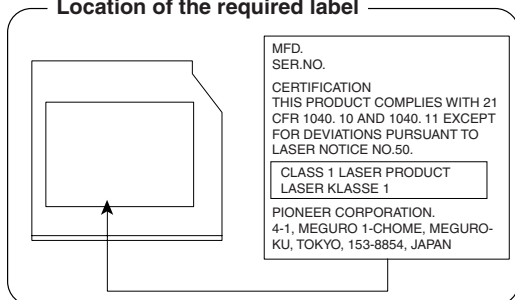 Location of the required label
MFD.
SER.NO.
CERTIFICATION
THIS PRODUCT COMPLIES WITH 21
CFR 1040. 10 AND 1040. 11 EXCEPT
FOR DEVIATIONS PURSUANT TO
LASER NOTICE NO.50.
CLASS 1 LASER PRODUCT
LASER KLASSE 1
PIONEER CORPORATION.
4-1, MEGURO 1-CHOME, MEGURO-
KU, TOKYO, 153-8854, JAPAN